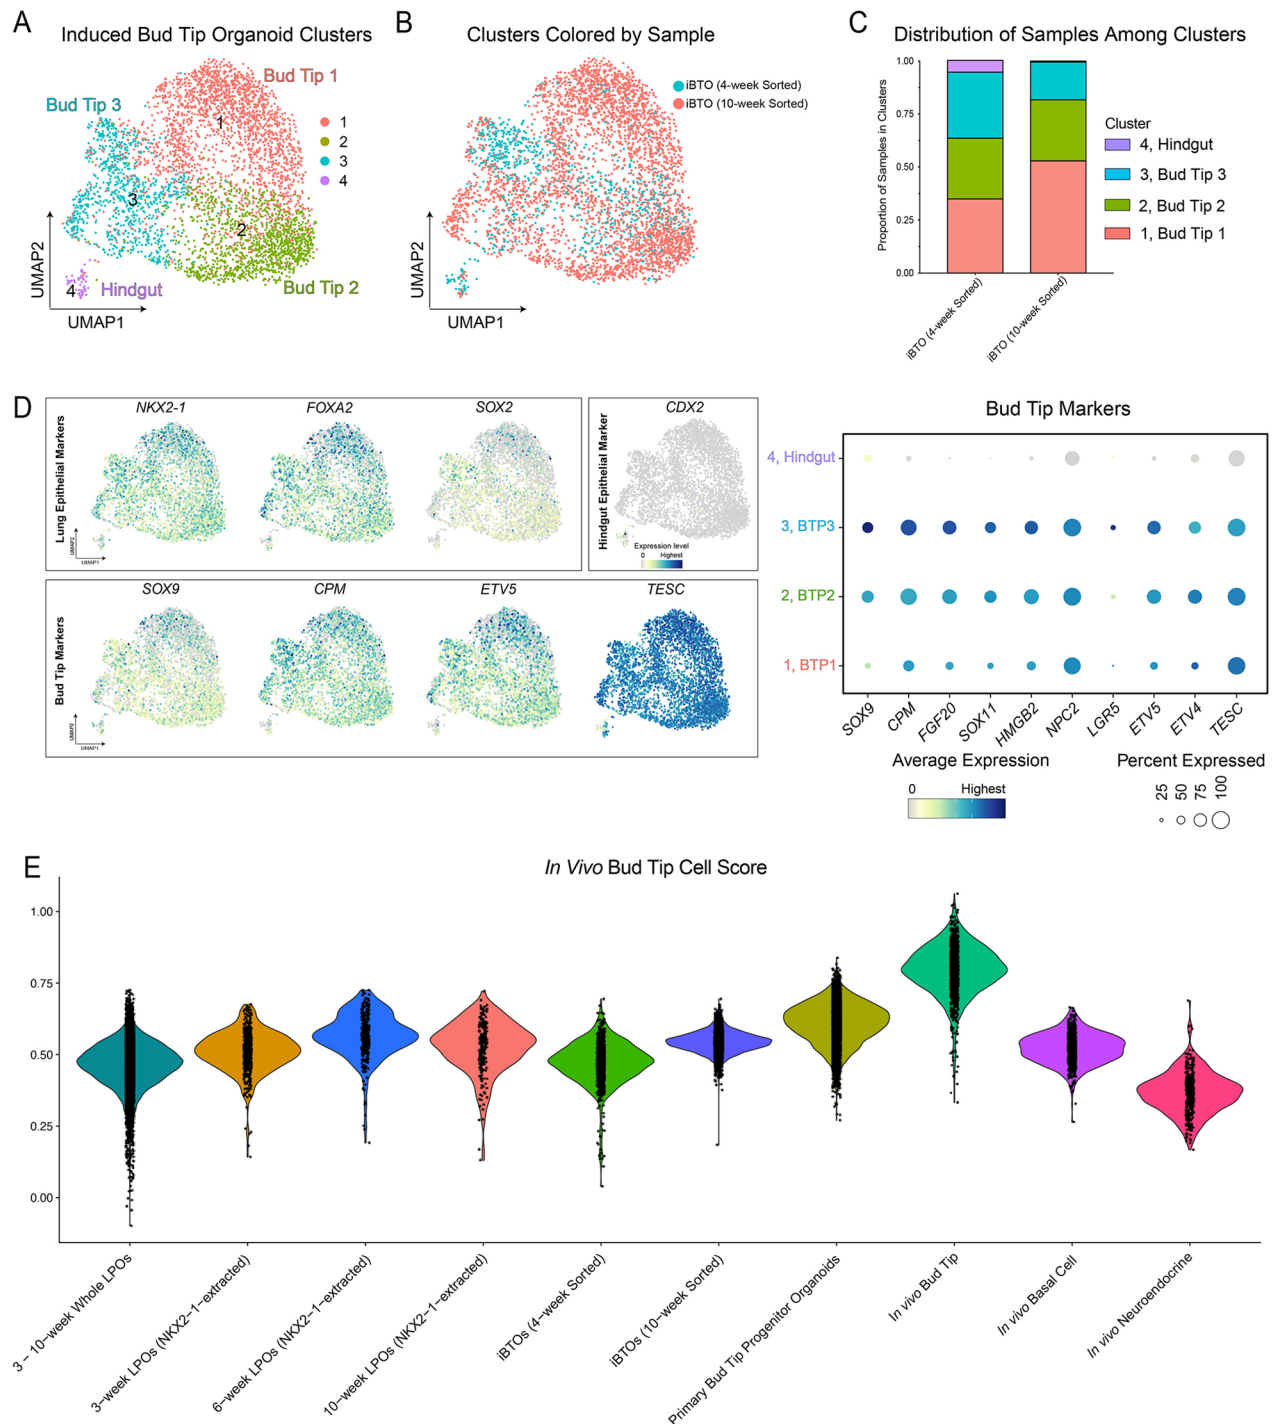 A
Induced Bud Tip Organoid Clusters
Bud Tip 1
Bud Tip 3
1
2
3
4
1
3
2
4
Hindgut
Bud Tip 2
UMAP2
UMAP1
B
Clusters Colored by Sample
iBTO (4-week Sorted)
iBTO (10-week Sorted)
UMAP2
UMAP1
C
Distribution of Samples Among Clusters
Proportion of Samples in Clusters
1.00
0.75
0.50
0.25
0.00
iBTO (4-week Sorted)
iBTO (10-week Sorted)
Cluster
4, Hindgut
3, Bud Tip 3
2, Bud Tip 2
1, Bud Tip 1
D
Lung Epithelial Markers
NKX2-1
FOXA2
SOX2
UMAP2
UMAP1
Hindgut Epithelial Marker
CDX2
Expression level
0 Highest
Bud Tip Markers
SOX9
CPM
ETV5
TESC
UMAP2
UMAP1
Bud Tip Markers
4, Hindgut
3, BTP3
2, BTP2
1, BTP1
SOX9
CPM
FGF20
SOX11
HMGB2
NPC2
LGR5
ETV5
ETV4
TESC
Average Expression
0 Highest
Percent Expressed
25
50
75
100
E
In Vivo Bud Tip Cell Score
1.00
0.75
0.50
0.25
0.00
3 - 10-week Whole LPOs
3-week LPOs (NKX2-1-extracted)
6-week LPOs (NKX2-1-extracted)
10-week LPOs (NKX2-1-extracted)
iBTOs (4-week Sorted)
iBTOs (10-week Sorted)
Primary Bud Tip Progenitor Organoids
In vivo Bud Tip
In vivo Basal Cell
In vivo Neuroendocrine